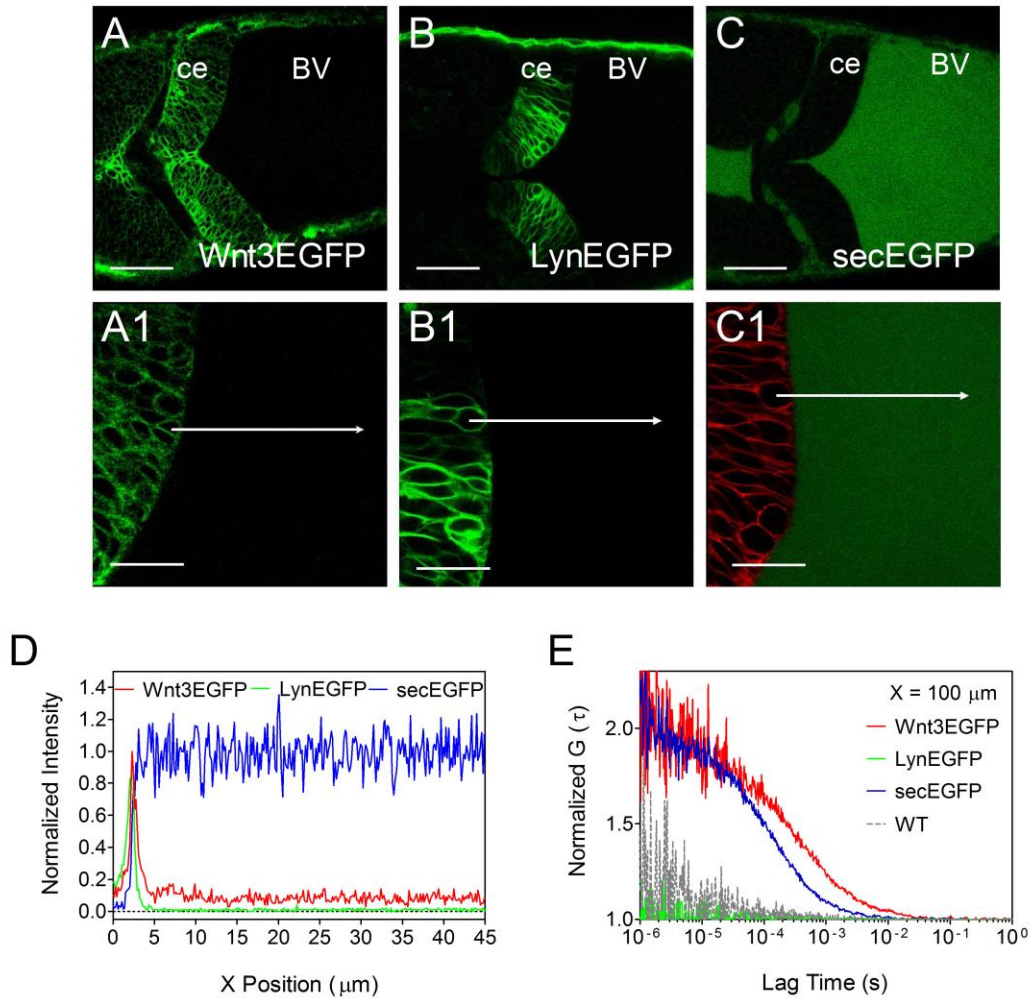 A
ce
BV
Wnt3EGFP
B
ce
BV
LynEGFP
C
ce
BV
secEGFP
A1
B1
C1
D
Normalized Intensity
1.4
1.2
1.0
0.8
0.6
0.4
0.2
0.0
Wnt3EGFP
LynEGFP
secEGFP
0 5 10 15 20 25 30 35 40 45
X Position (μm)
E
Normalized G (τ)
2.0
1.5
1.0
X = 100 μm
Wnt3EGFP
LynEGFP
secEGFP
WT
10⁻⁶ 10⁻⁵ 10⁻⁴ 10⁻³ 10⁻² 10⁻¹ 10⁰
Lag Time (s)